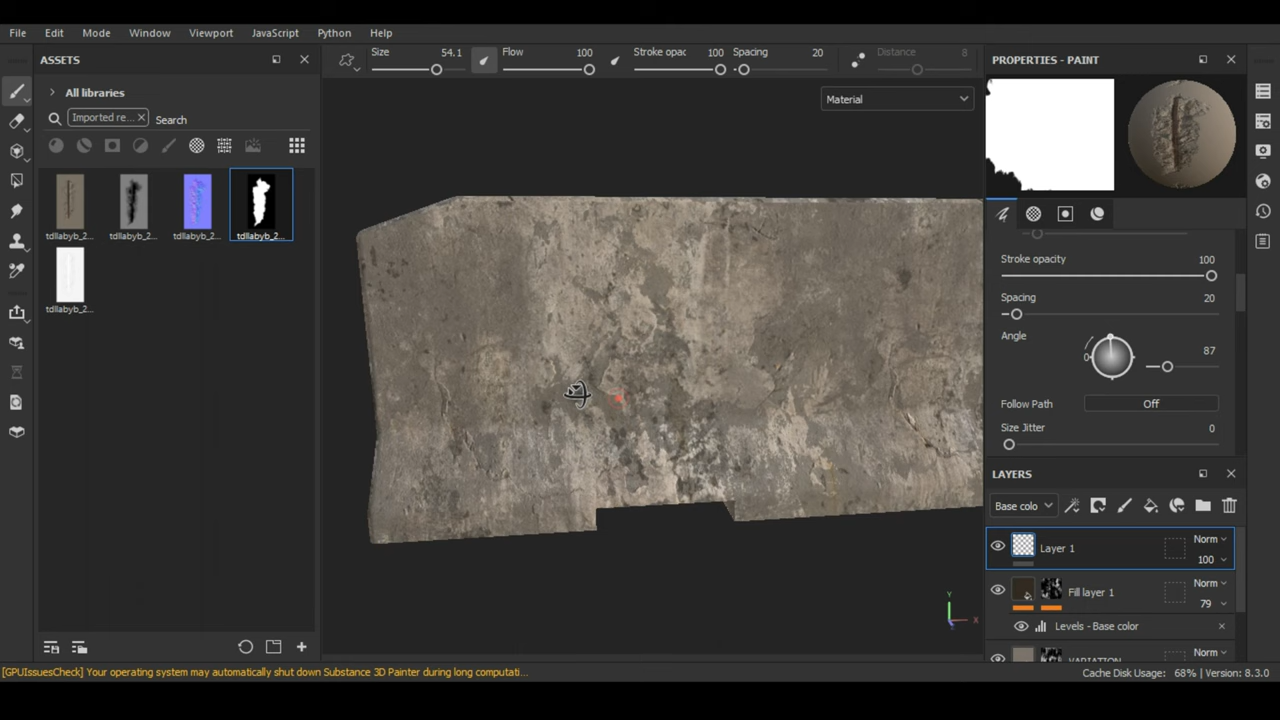 File Edit Mode Window Viewport JavaScript Python Help
ASSETS
All libraries
Imported re... Search
tdllabyb_2... tdllabyb_2... tdllabyb_2... tdllabyb_2...
tdllabyb_2...
Size 54.1 Flow 100 Stroke opac 100 Spacing 20 Distance 8
Material
PROPERTIES - PAINT
Stroke opacity 100
Spacing 20
Angle
0 87
Follow Path Off
Size Jitter 0
LAYERS
Base colo
Layer 1 Norm 100
Fill layer 1 Norm 79
Levels - Base color
VARIATION Norm
Y
X
[GPUIssuesCheck] Your operating system may automatically shut down Substance 3D Painter during long computati...
Cache Disk Usage: 68% | Version: 8.3.0